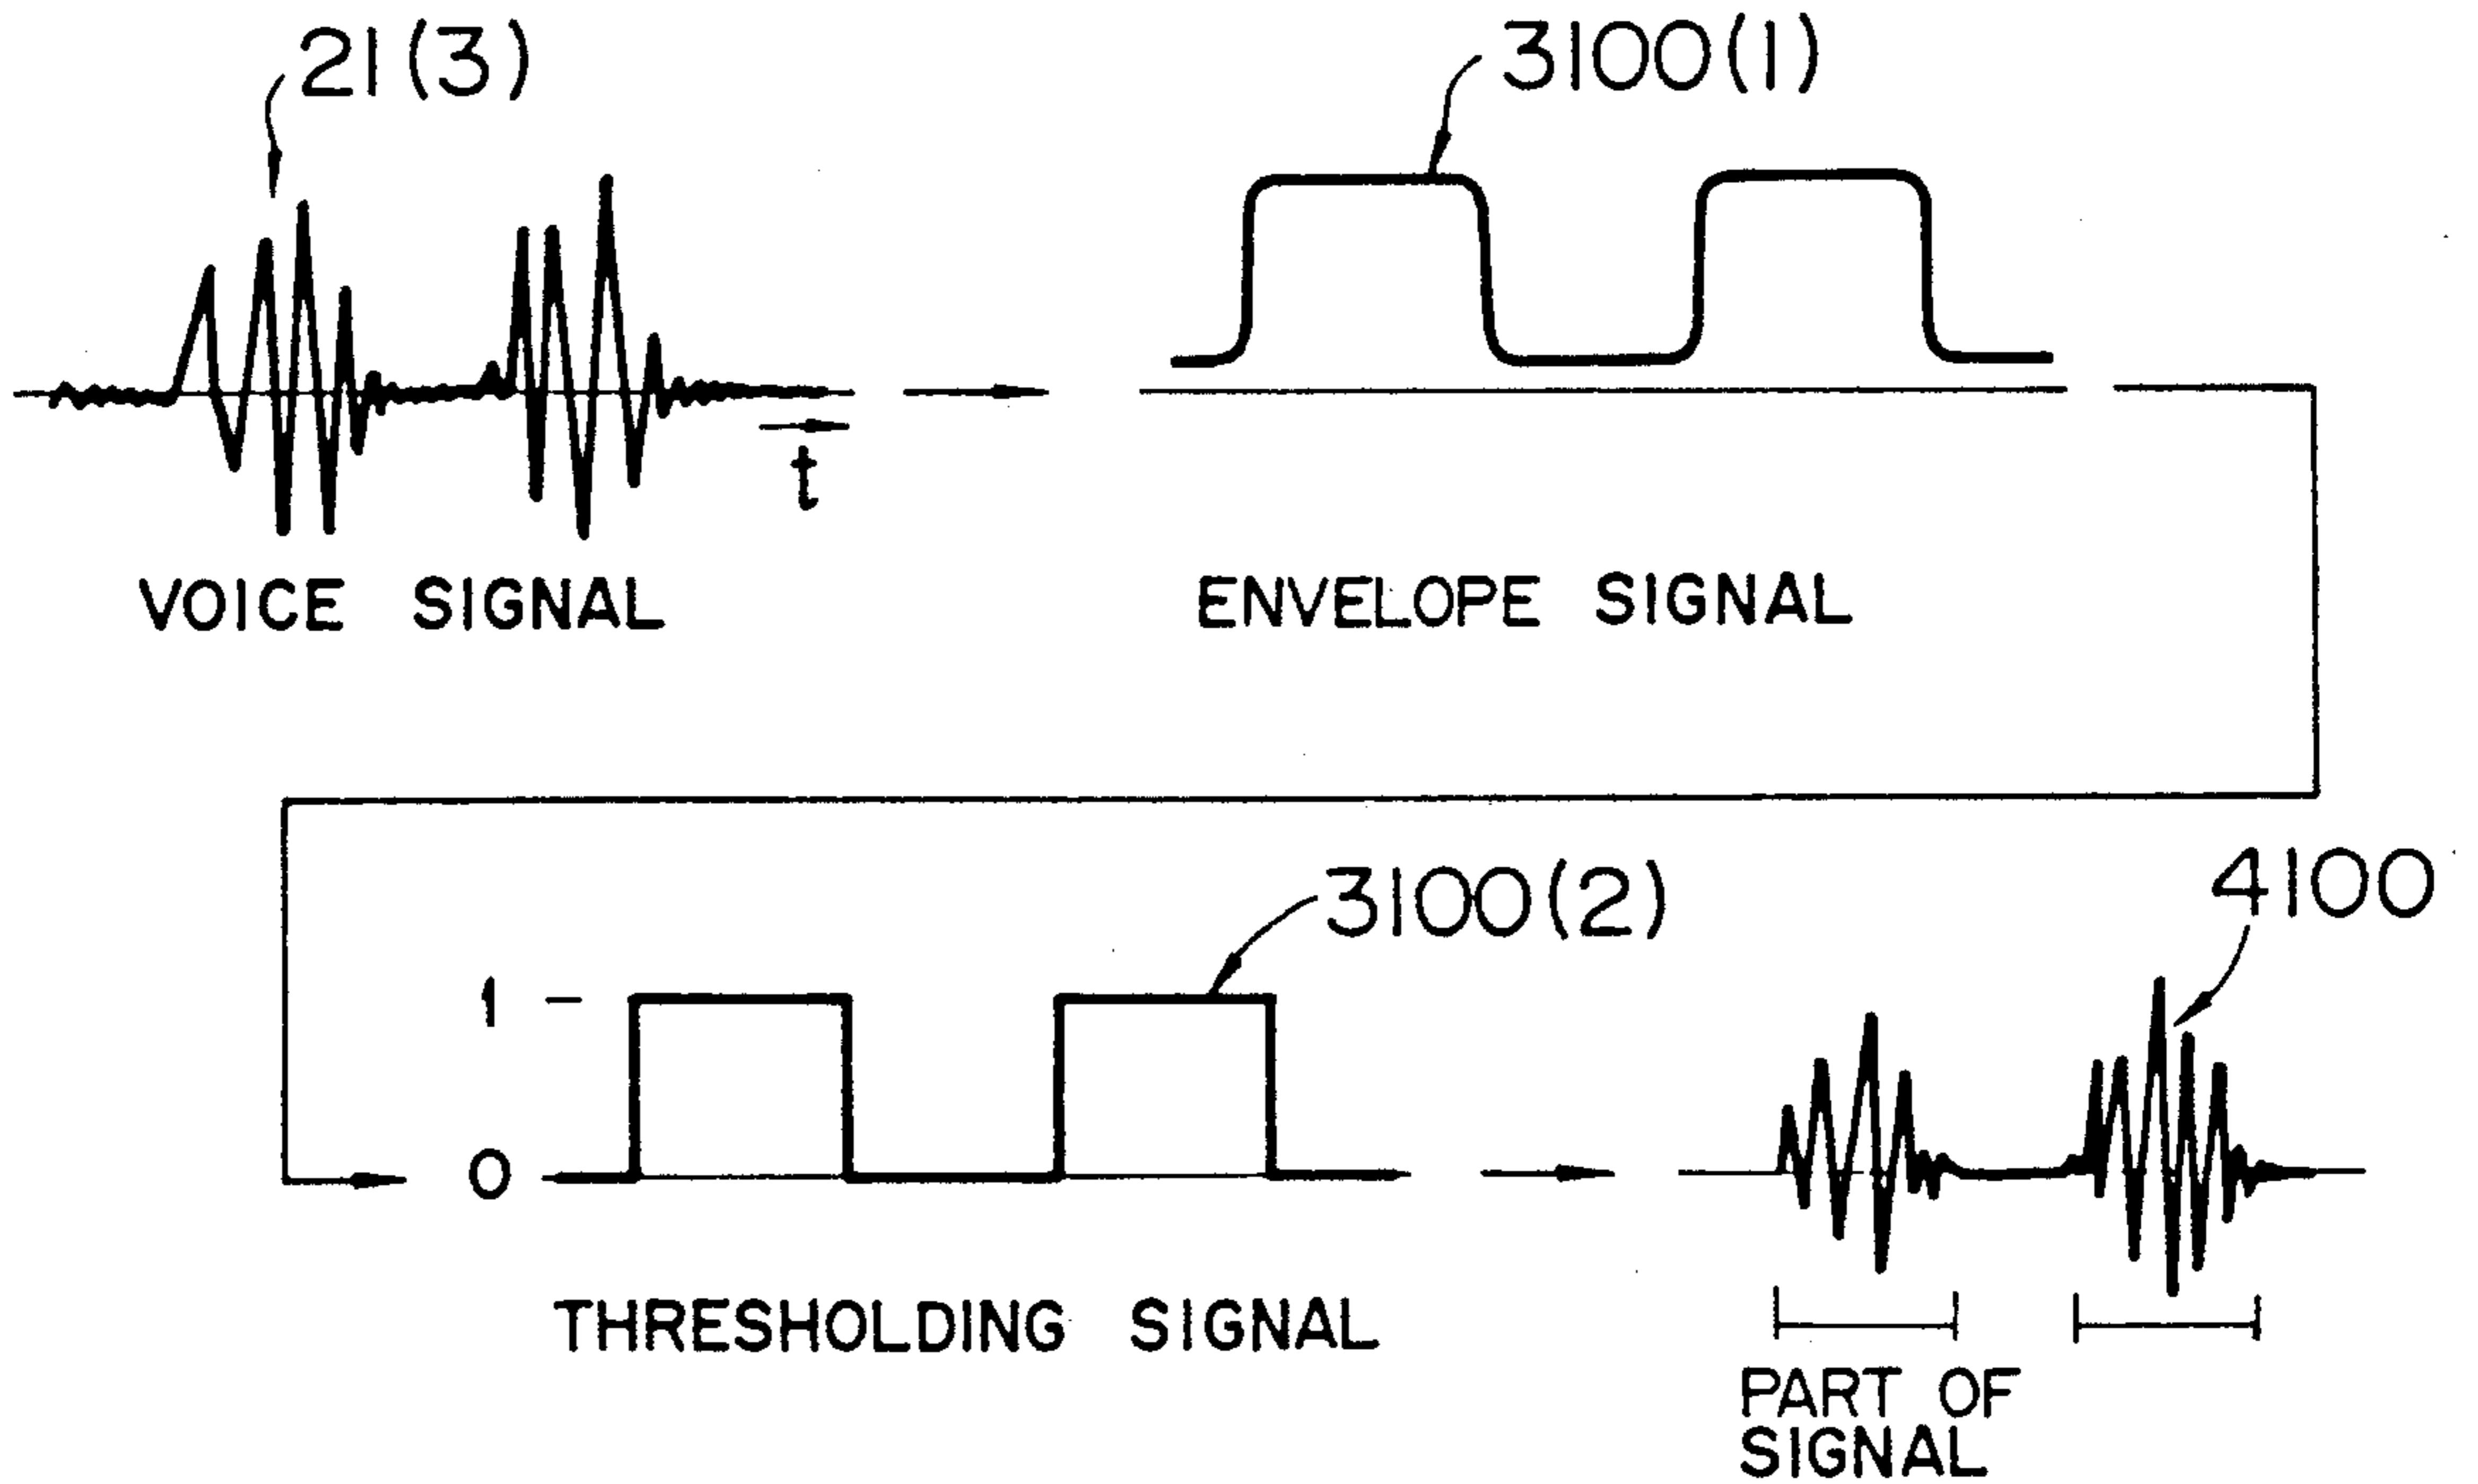 21(3)
3100(1)
t
VOICE SIGNAL
ENVELOPE SIGNAL
3100(2)
4100
1
0
THRESHOLDING SIGNAL
PART OF
SIGNAL